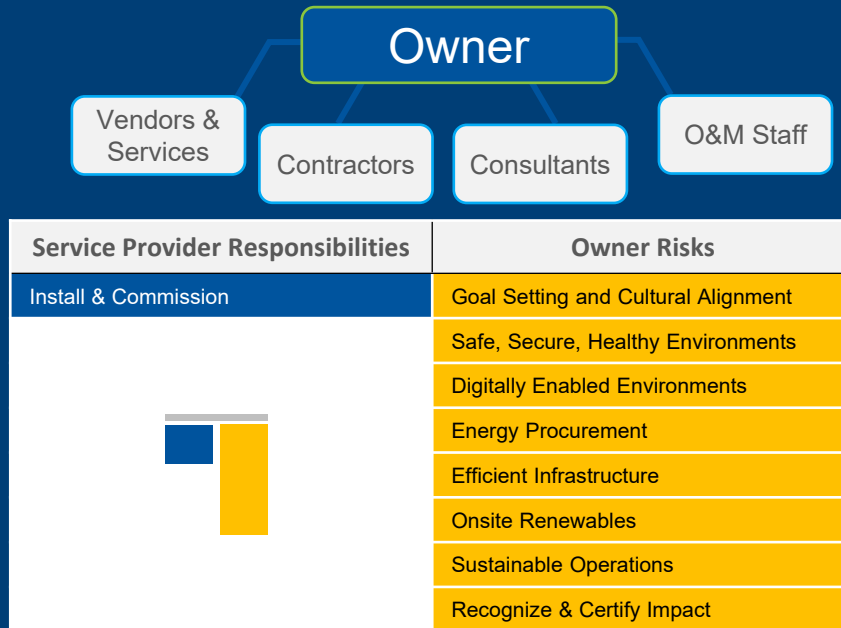 Owner
Vendors &
Services
Contractors
Consultants
O&M Staff
Service Provider Responsibilities
Owner Risks
Install & Commission
Goal Setting and Cultural Alignment
Safe, Secure, Healthy Environments
Digitally Enabled Environments
Energy Procurement
Efficient Infrastructure
Onsite Renewables
Sustainable Operations
Recognize & Certify Impact